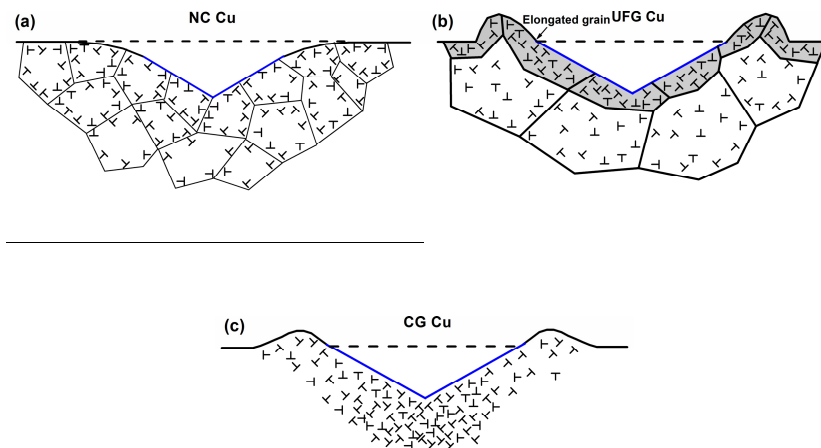 (a)
NC Cu
(b)
Elongated grain
UFG Cu
(c)
CG Cu